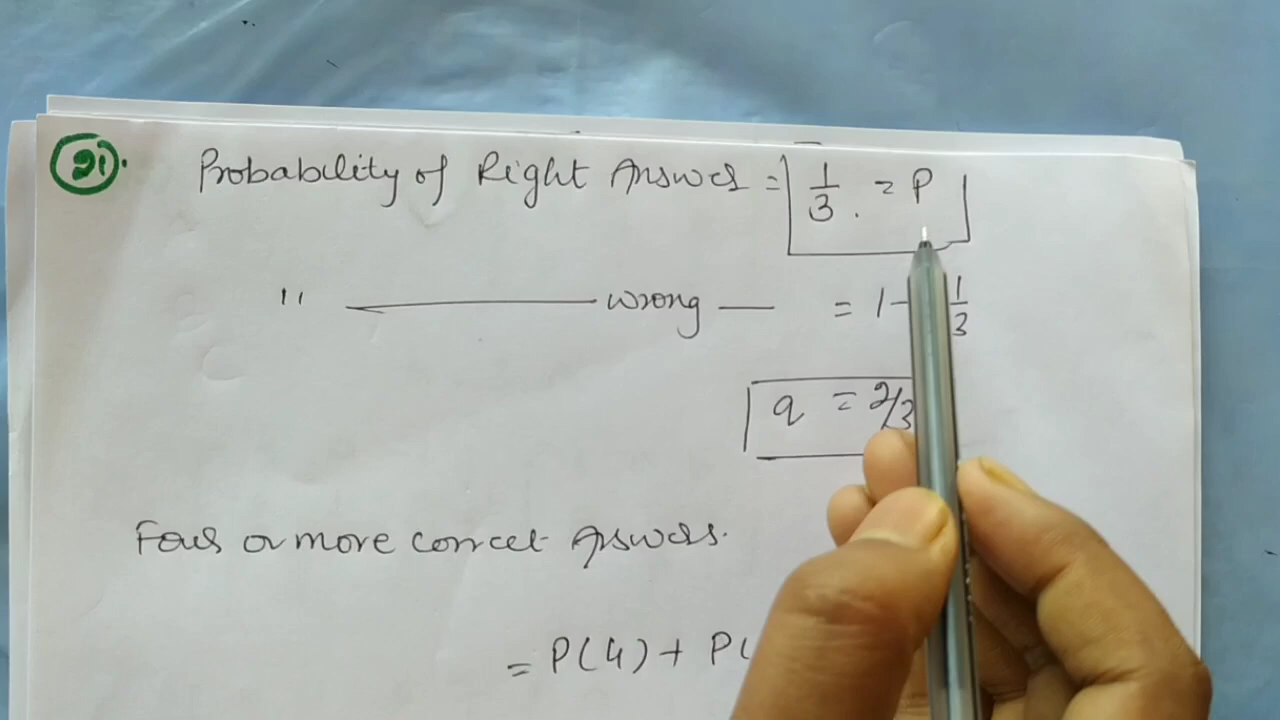 21. Probability of Right Answer = 1/3. = P
" ——— wrong — = 1 - 1/3
q = 2/3
Four or more correct Answers.
= P(4) + P(